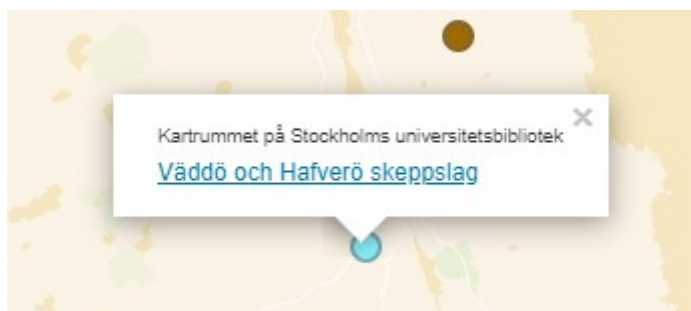 Kartrummet på Stockholms universitetsbibliotek
Väddö och Hafverö skeppslag